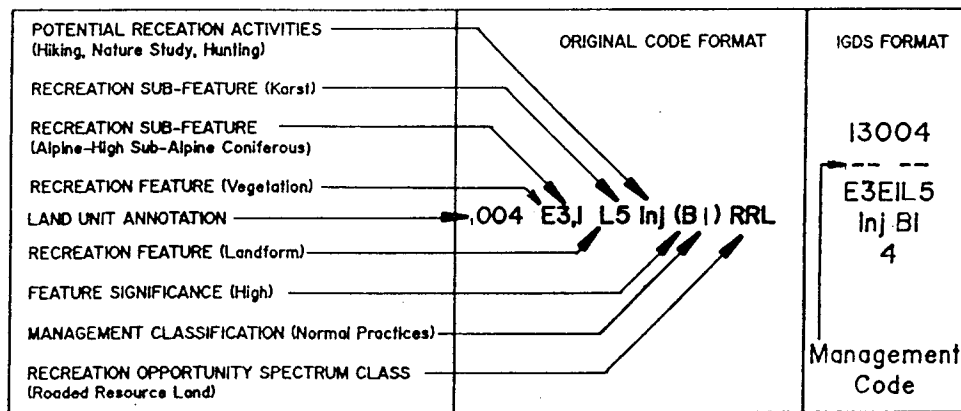 POTENTIAL RECEATION ACTIVITIES
(Hiking, Nature Study, Hunting)
RECREATION SUB-FEATURE (Karst)
RECREATION SUB-FEATURE
(Alpine-High Sub-Alpine Coniferous)
RECREATION FEATURE (Vegetation)
LAND UNIT ANNOTATION
RECREATION FEATURE (Landform)
FEATURE SIGNIFICANCE (High)
MANAGEMENT CLASSIFICATION (Normal Practices)
RECREATION OPPORTUNITY SPECTRUM CLASS
(Roaded Resource Land)
ORIGINAL CODE FORMAT
.004 E3,1 L5 Inj (B1) RRL
IGDS FORMAT
13004
-- --
E3E1L5
Inj B1
4
Management
Code